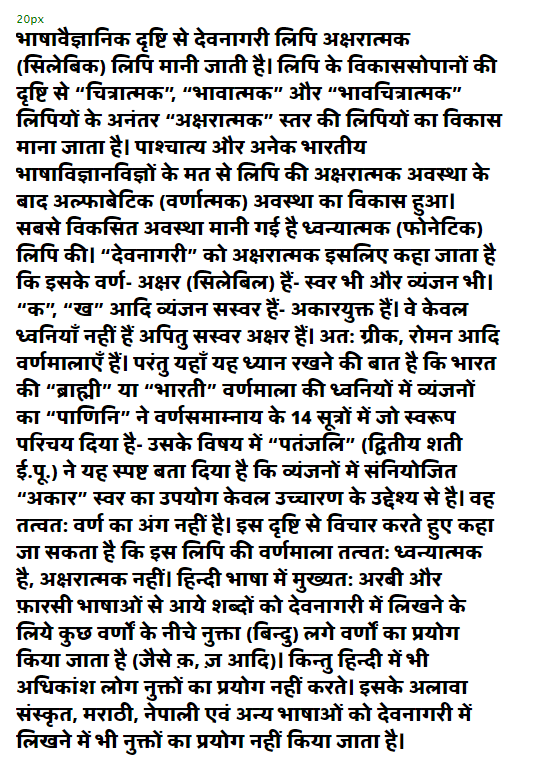 20px
भाषावैज्ञानिक दृष्टि से देवनागरी लिपि अक्षरात्मक
(सिलेबिक) लिपि मानी जाती है। लिपि के विकाससोपानों की
दृष्टि से “चित्रात्मक”, “भावात्मक” और “भावचित्रात्मक”
लिपियों के अनंतर “अक्षरात्मक” स्तर की लिपियों का विकास
माना जाता है। पाश्चात्य और अनेक भारतीय
भाषाविज्ञानविज्ञों के मत से लिपि की अक्षरात्मक अवस्था के
बाद अल्फाबेटिक (वर्णात्मक) अवस्था का विकास हुआ।
सबसे विकसित अवस्था मानी गई है ध्वन्यात्मक (फोनेटिक)
लिपि की। “देवनागरी” को अक्षरात्मक इसलिए कहा जाता है
कि इसके वर्ण- अक्षर (सिलेबिल) हैं- स्वर भी और व्यंजन भी।
“क”, “ख” आदि व्यंजन सस्वर हैं- अकारयुक्त हैं। वे केवल
ध्वनियाँ नहीं हैं अपितु सस्वर अक्षर हैं। अतः ग्रीक, रोमन आदि
वर्णमालाएँ हैं। परंतु यहाँ यह ध्यान रखने की बात है कि भारत
की “ब्राह्मी” या “भारती” वर्णमाला की ध्वनियों में व्यंजनों
का “पाणिनि” ने वर्णसमाम्नाय के 14 सूत्रों में जो स्वरूप
परिचय दिया है- उसके विषय में “पतंजलि” (द्वितीय शती
ई.पू.) ने यह स्पष्ट बता दिया है कि व्यंजनों में संनियोजित
“अकार” स्वर का उपयोग केवल उच्चारण के उद्देश्य से है। वह
तत्वतः वर्ण का अंग नहीं है। इस दृष्टि से विचार करते हुए कहा
जा सकता है कि इस लिपि की वर्णमाला तत्वतः ध्वन्यात्मक
है, अक्षरात्मक नहीं। हिन्दी भाषा में मुख्यतः अरबी और
फ़ारसी भाषाओं से आये शब्दों को देवनागरी में लिखने के
लिये कुछ वर्णों के नीचे नुक्ता (बिन्दु) लगे वर्णों का प्रयोग
किया जाता है (जैसे क़, ज़ आदि)। किन्तु हिन्दी में भी
अधिकांश लोग नुक्तों का प्रयोग नहीं करते। इसके अलावा
संस्कृत, मराठी, नेपाली एवं अन्य भाषाओं को देवनागरी में
लिखने में भी नुक्तों का प्रयोग नहीं किया जाता है।